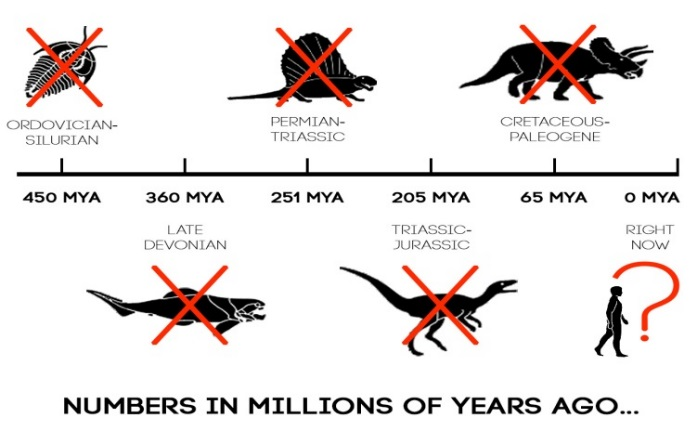 ORDOVICIAN-
SILURIAN
PERMIAN-
TRIASSIC
CRETACEOUS-
PALEOGENE
450 MYA
360 MYA
251 MYA
205 MYA
65 MYA
0 MYA
LATE
DEVONIAN
TRIASSIC-
JURASSIC
RIGHT
NOW
?
NUMBERS IN MILLIONS OF YEARS AGO...